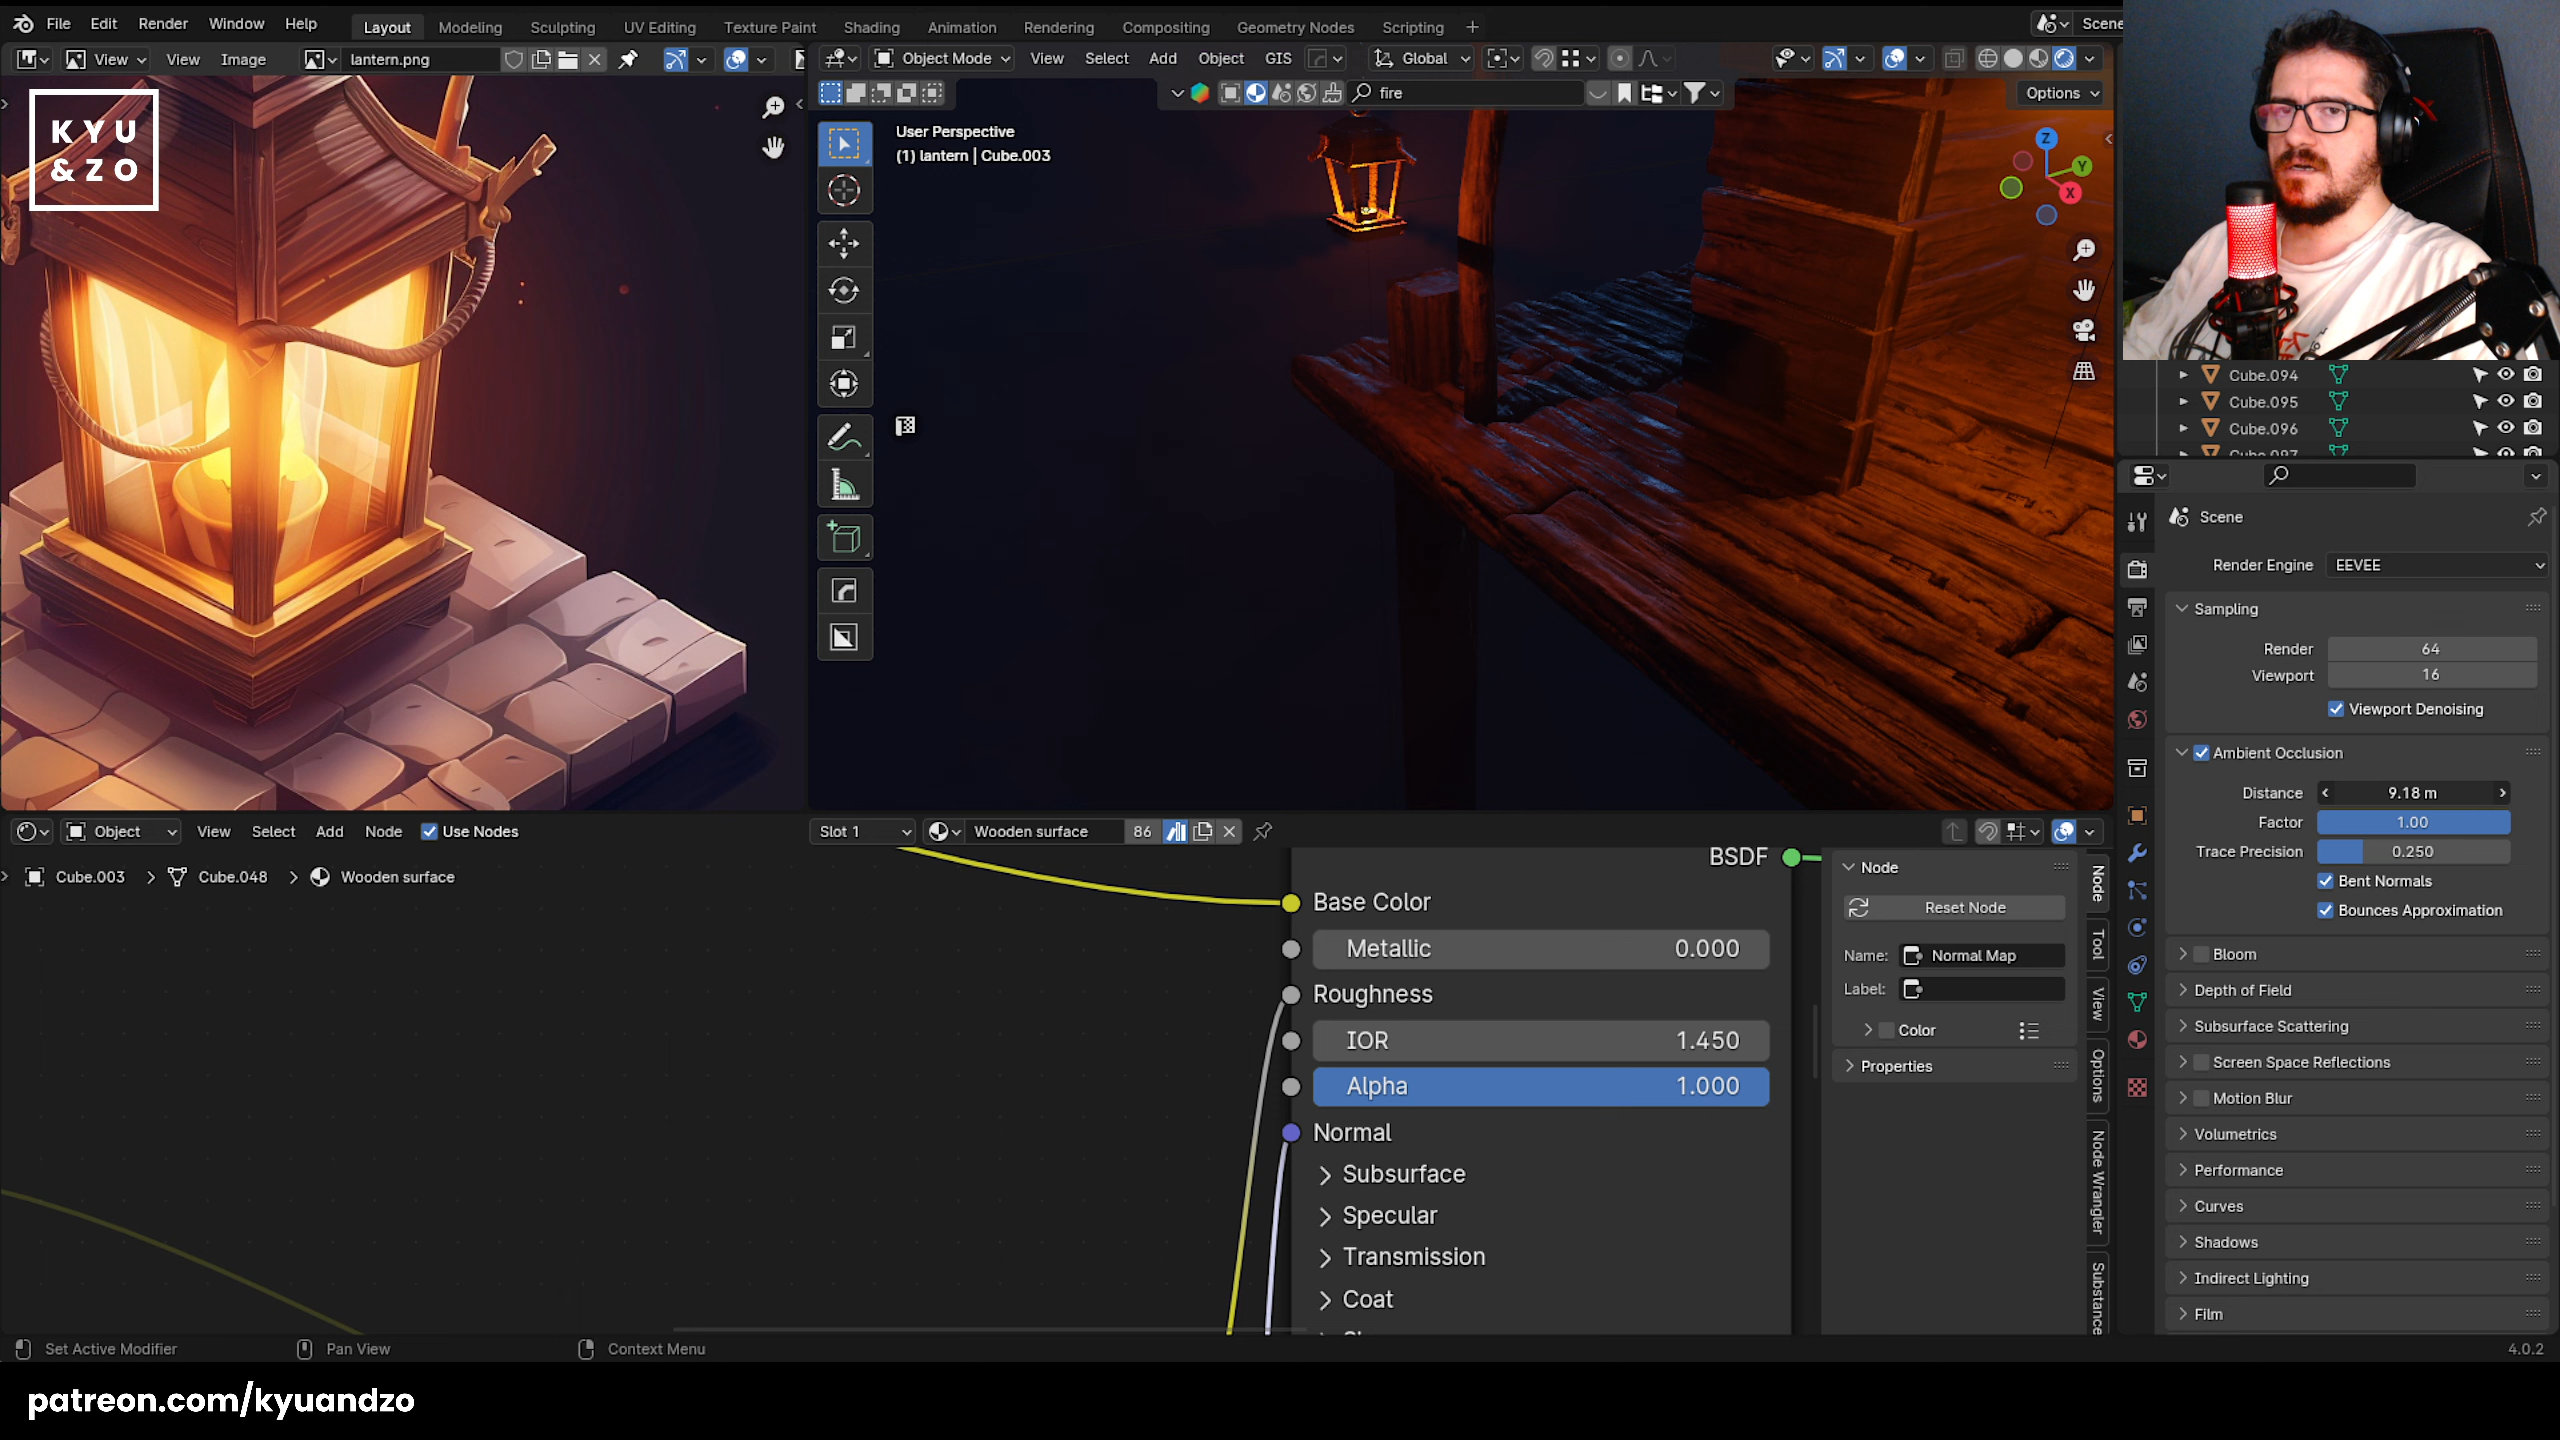 File Edit Render Window Help Layout Modeling Sculpting UV Editing Texture Paint Shading Animation Rendering Compositing Geometry Nodes Scripting + Scene
View View Image lantern.png Object Mode View Select Add Object GIS Global
fire Options
KYU
&ZO
User Perspective
(1) lantern | Cube.003
Z
Y
X
Cube.094
Cube.095
Cube.096
Cube.097
Scene
Render Engine EEVEE
Sampling
Render 64
Viewport 16
Viewport Denoising
Ambient Occlusion
Distance 9.18 m
Factor 1.00
Trace Precision 0.250
Bent Normals
Bounces Approximation
Bloom
Depth of Field
Subsurface Scattering
Screen Space Reflections
Motion Blur
Volumetrics
Performance
Curves
Shadows
Indirect Lighting
Film
Object View Select Add Node Use Nodes Slot 1 Wooden surface 86
Cube.003 > Cube.048 > Wooden surface
BSDF
Base Color
Metallic 0.000
Roughness
IOR 1.450
Alpha 1.000
Normal
Subsurface
Specular
Transmission
Coat
Node
Reset Node
Name: Normal Map
Label:
Color
Properties
Node
Tool
View
Options
Node Wrangler
Substance
Set Active Modifier Pan View Context Menu 4.0.2
patreon.com/kyuandzo